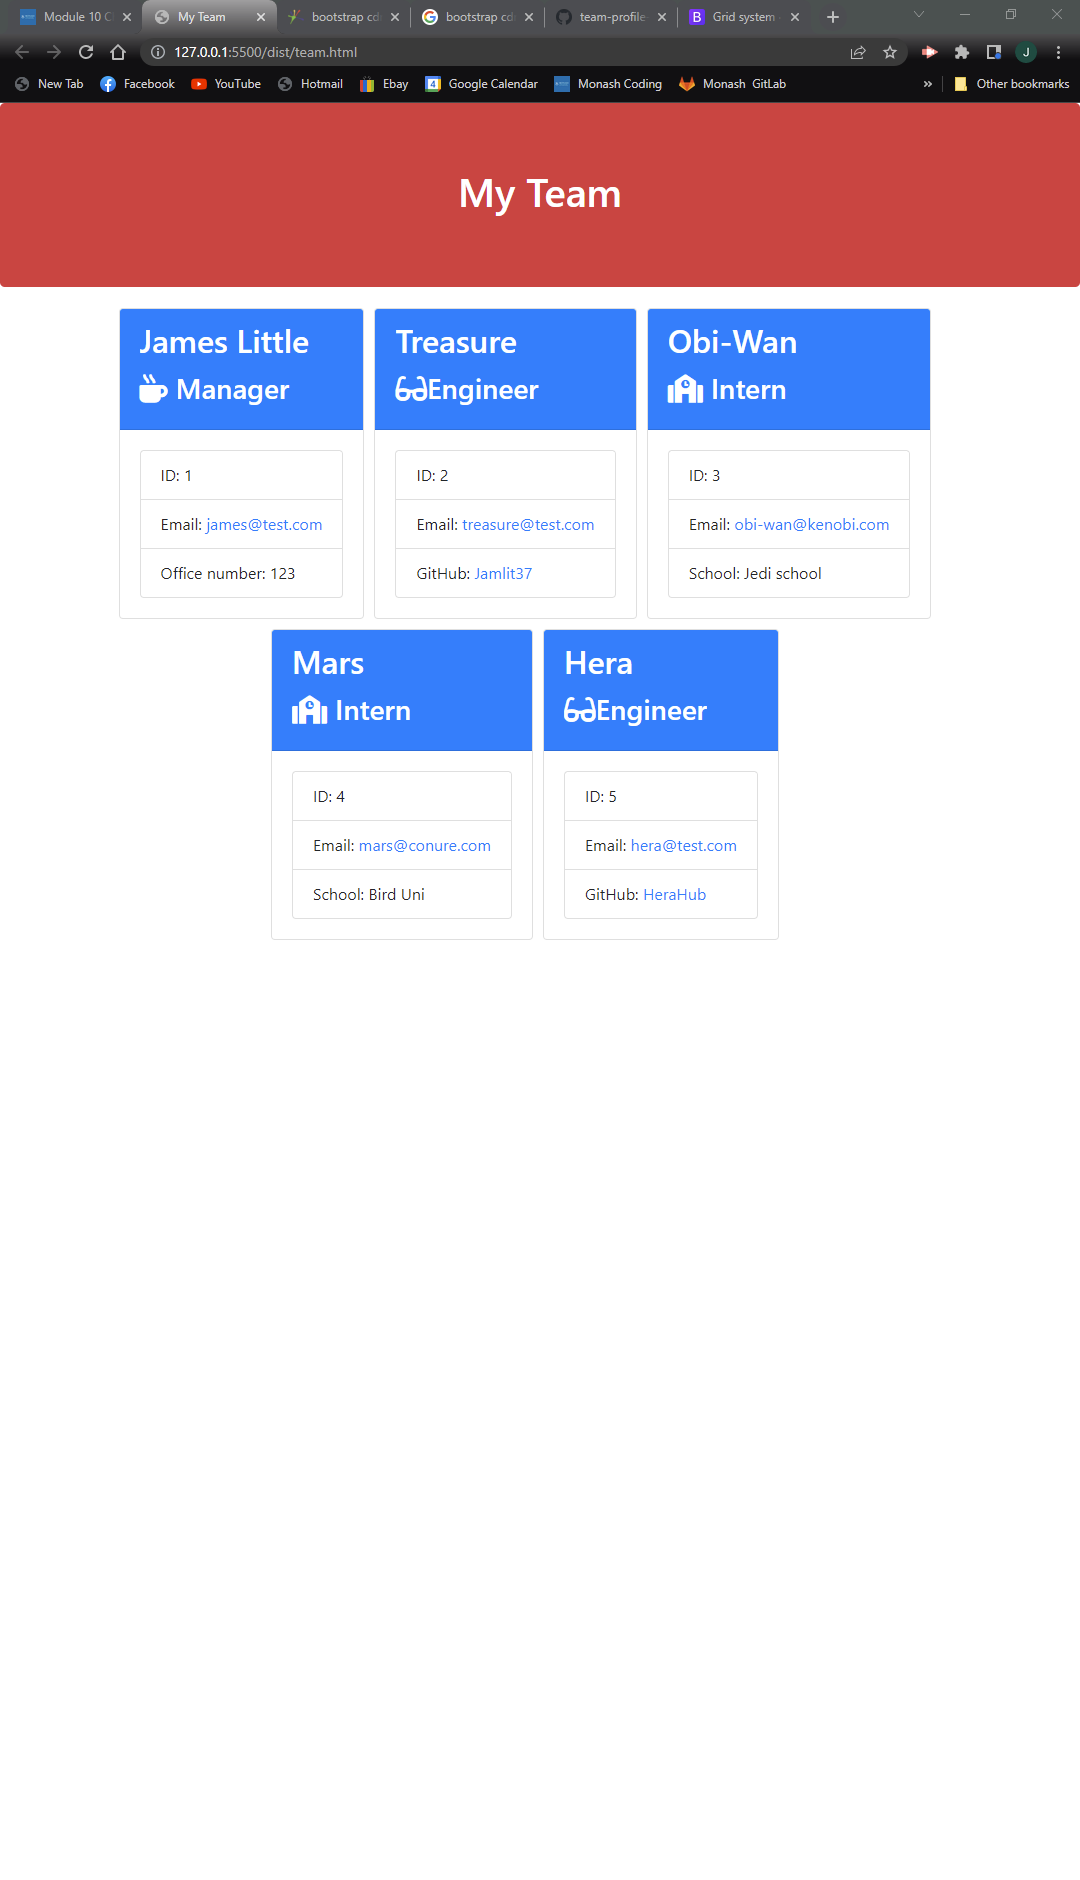 Module 10 C
My Team
bootstrap cd
bootstrap cd
team-profile
Grid system
127.0.0.1:5500/dist/team.html
J
New Tab
Facebook
YouTube
Hotmail
Ebay
4
Google Calendar
Monash Coding
Monash GitLab
»
Other bookmarks
My Team
James Little
Manager
ID: 1
Email: james@test.com
Office number: 123
Treasure
Engineer
ID: 2
Email: treasure@test.com
GitHub: Jamlit37
Obi-Wan
Intern
ID: 3
Email: obi-wan@kenobi.com
School: Jedi school
Mars
Intern
ID: 4
Email: mars@conure.com
School: Bird Uni
Hera
Engineer
ID: 5
Email: hera@test.com
GitHub: HeraHub